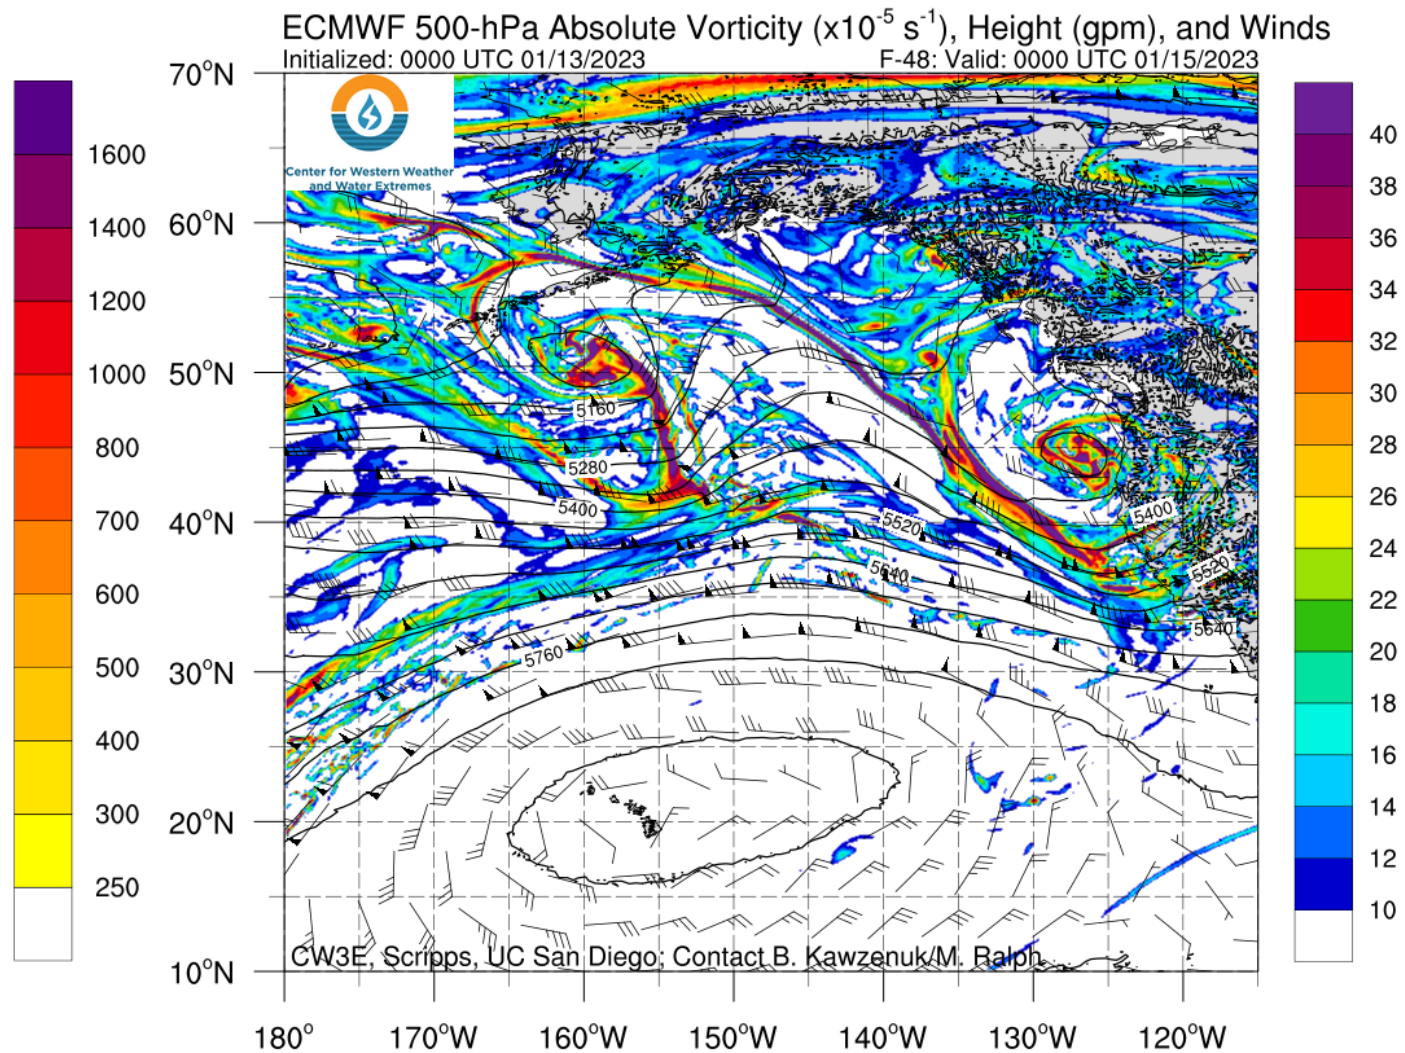 ECMWF 500-hPa Absolute Vorticity (x10⁻⁵ s⁻¹), Height (gpm), and Winds
Initialized: 0000 UTC 01/13/2023
F-48: Valid: 0000 UTC 01/15/2023
Center for Western Weather
and Water Extremes
1600
1400
1200
1000
800
700
600
500
400
300
250
70°N
60°N
50°N
40°N
30°N
20°N
10°N
5160
5280
5400
5520
5640
5760
5400
5520
5640
40
38
36
34
32
30
28
26
24
22
20
18
16
14
12
10
CW3E, Scripps, UC San Diego; Contact B. Kawzenuk/M. Ralph
180°
170°W
160°W
150°W
140°W
130°W
120°W